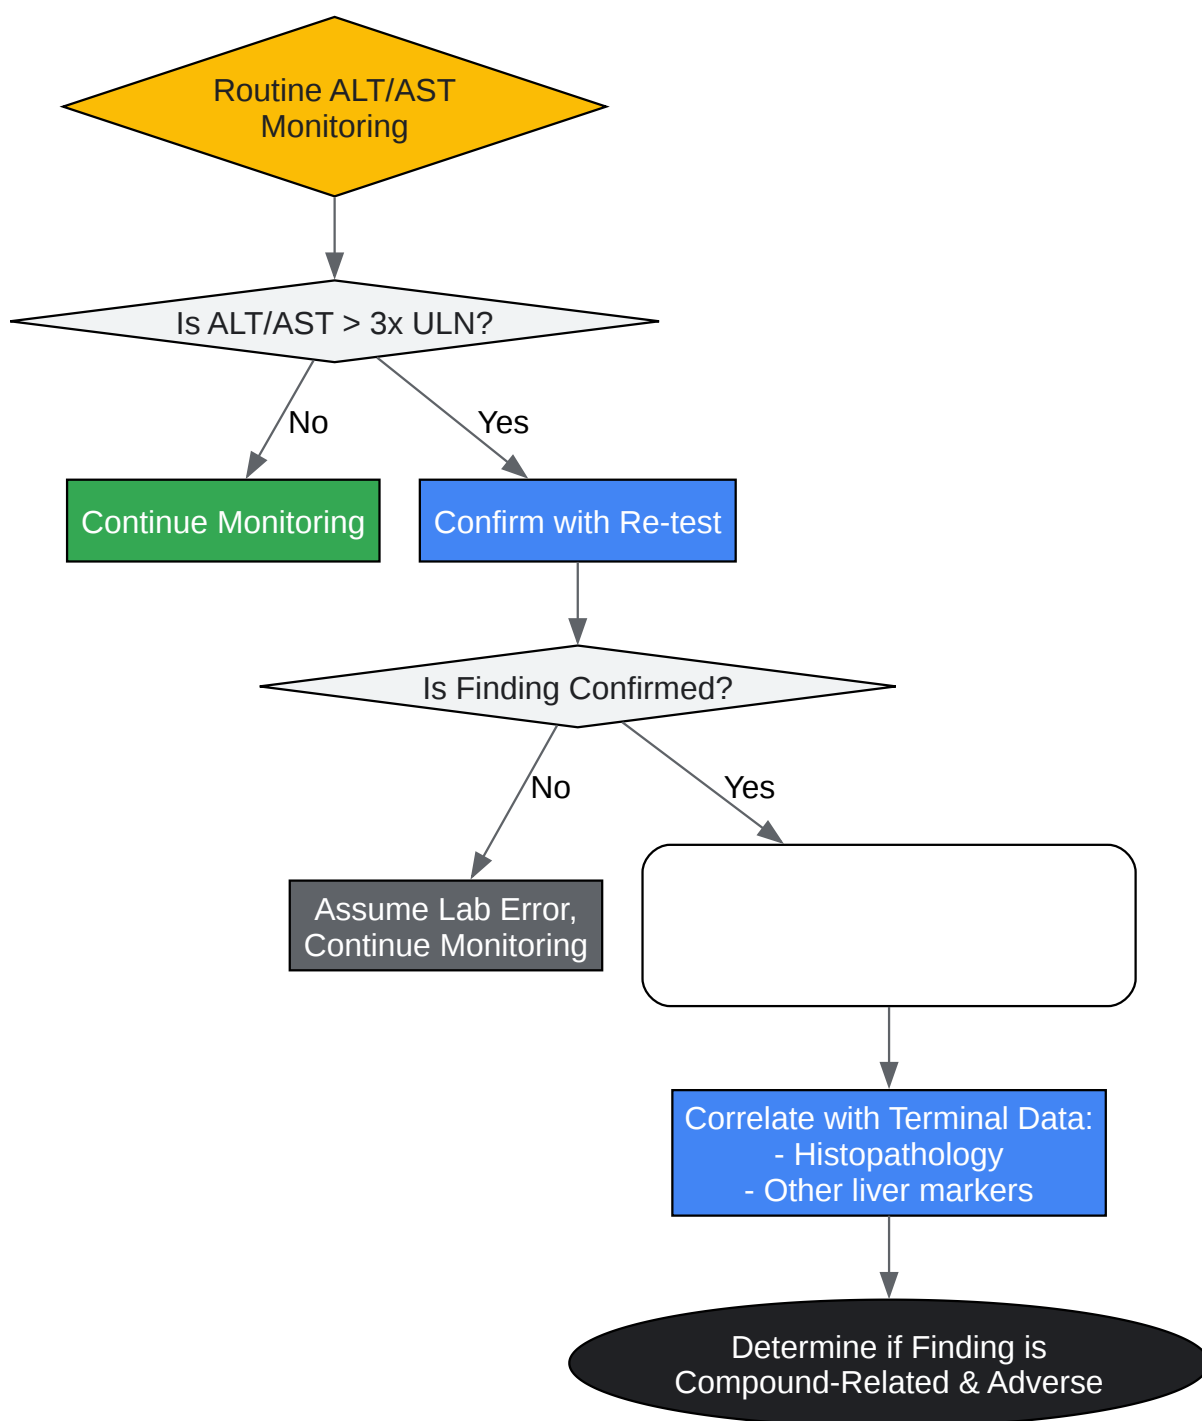 Routine ALT/AST
Monitoring
Is ALT/AST > 3x ULN?
No
Yes
Continue Monitoring
Confirm with Re-test
Is Finding Confirmed?
No
Yes
Assume Lab Error,
Continue Monitoring
Correlate with Terminal Data:
- Histopathology
- Other liver markers
Determine if Finding is
Compound-Related & Adverse